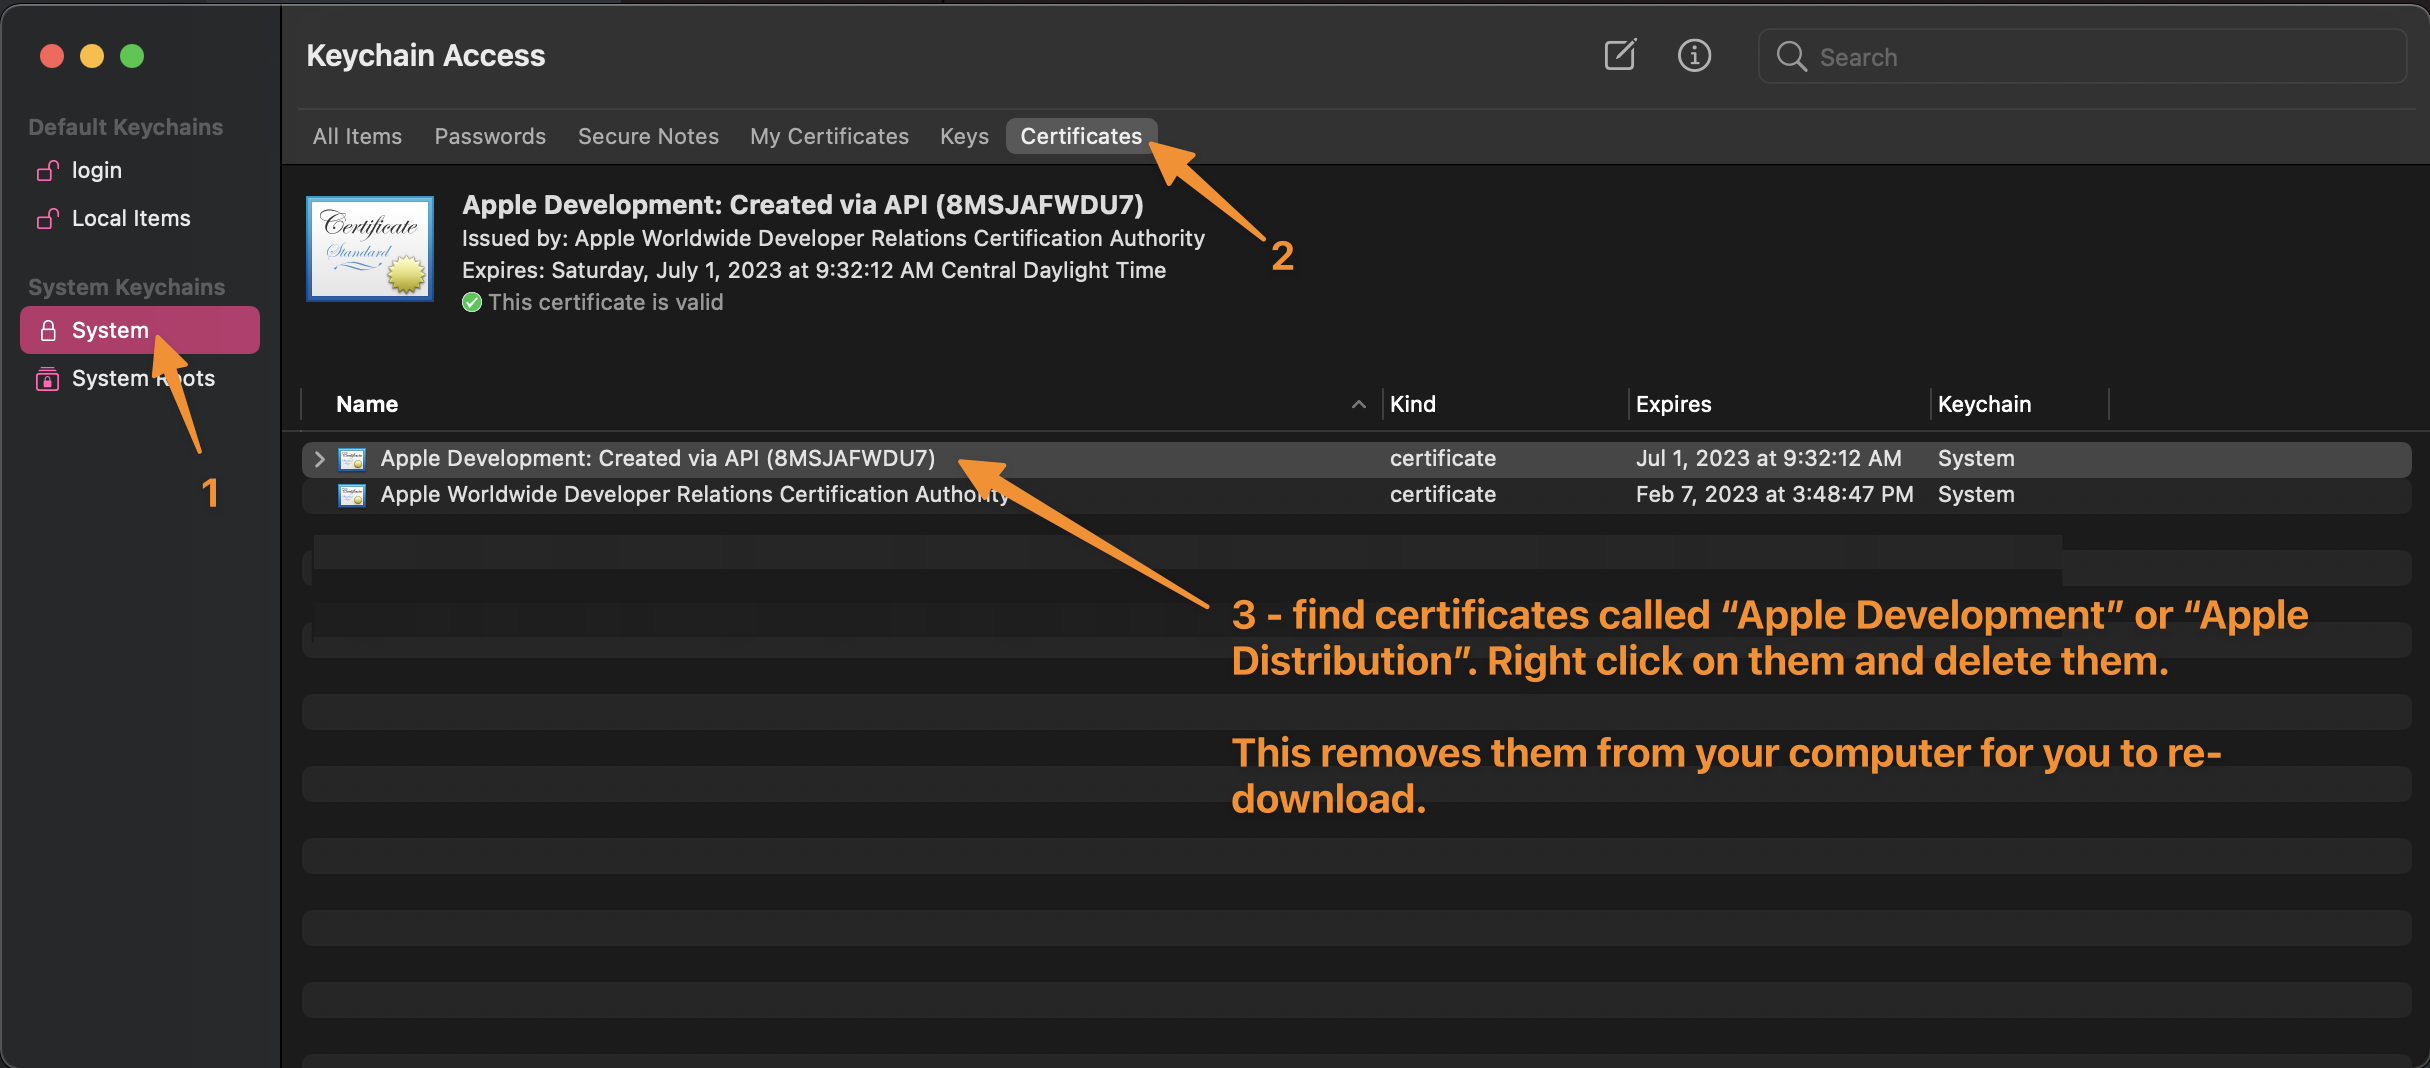 Keychain Access
Search
Default Keychains
login
Local Items
System Keychains
System
System Roots
1
All Items Passwords Secure Notes My Certificates Keys Certificates
2
Certificate
Standard
Apple Development: Created via API (8MSJAFWDU7)
Issued by: Apple Worldwide Developer Relations Certification Authority
Expires: Saturday, July 1, 2023 at 9:32:12 AM Central Daylight Time
This certificate is valid
Name Kind Expires Keychain
Apple Development: Created via API (8MSJAFWDU7) certificate Jul 1, 2023 at 9:32:12 AM System
Apple Worldwide Developer Relations Certification Authority certificate Feb 7, 2023 at 3:48:47 PM System
3 - find certificates called “Apple Development” or “Apple
Distribution”. Right click on them and delete them.
This removes them from your computer for you to re-
download.